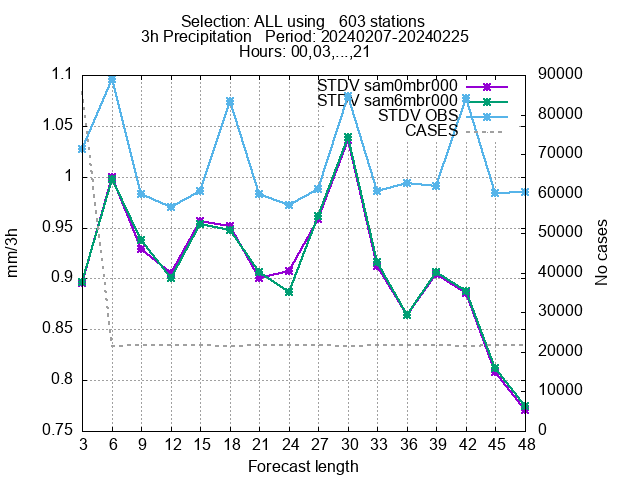 Selection: ALL using   603 stations
3h Precipitation   Period: 20240207-20240225
Hours: 00,03,...,21
STDV sam0mbr000
STDV sam6mbr000
STDV OBS
CASES
1.1
1.05
1
0.95
0.9
0.85
0.8
0.75
mm/3h
90000
80000
70000
60000
50000
40000
30000
20000
10000
0
No cases
3 6 9 12 15 18 21 24 27 30 33 36 39 42 45 48
Forecast length